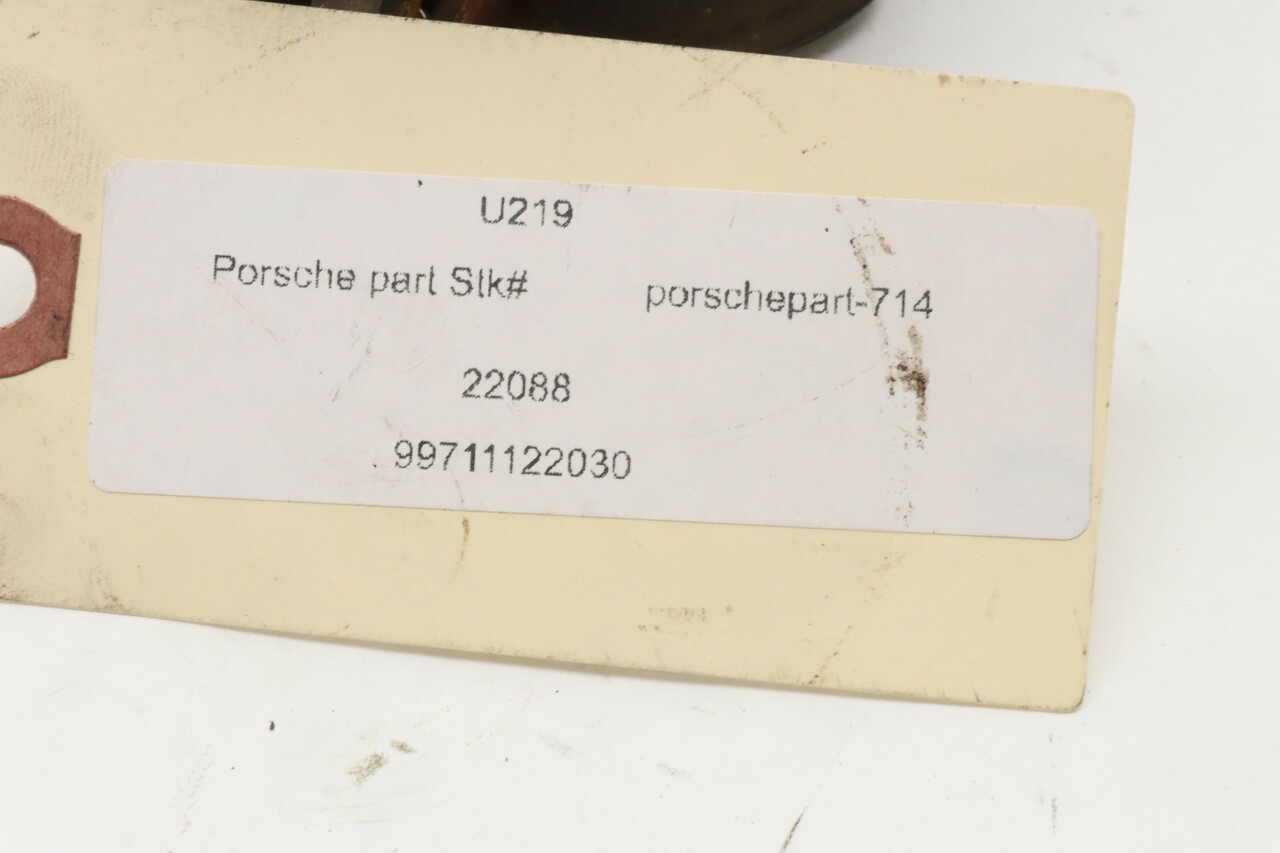 U219
Porsche part Stk# porschepart-714
22088
99711122030